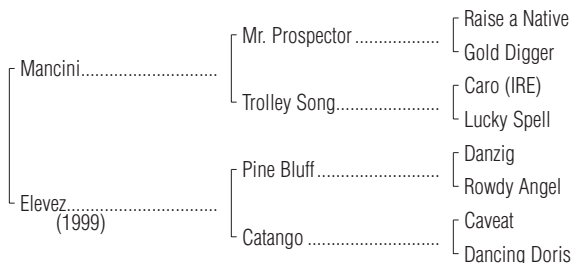 Raise a Native
Mr. Prospector ..................
Gold Digger
Mancini.............................
Caro (IRE)
Trolley Song......................
Lucky Spell
Danzig
Pine Bluff..........................
Rowdy Angel
Elevez................................
(1999)
Caveat
Catango ............................
Dancing Doris